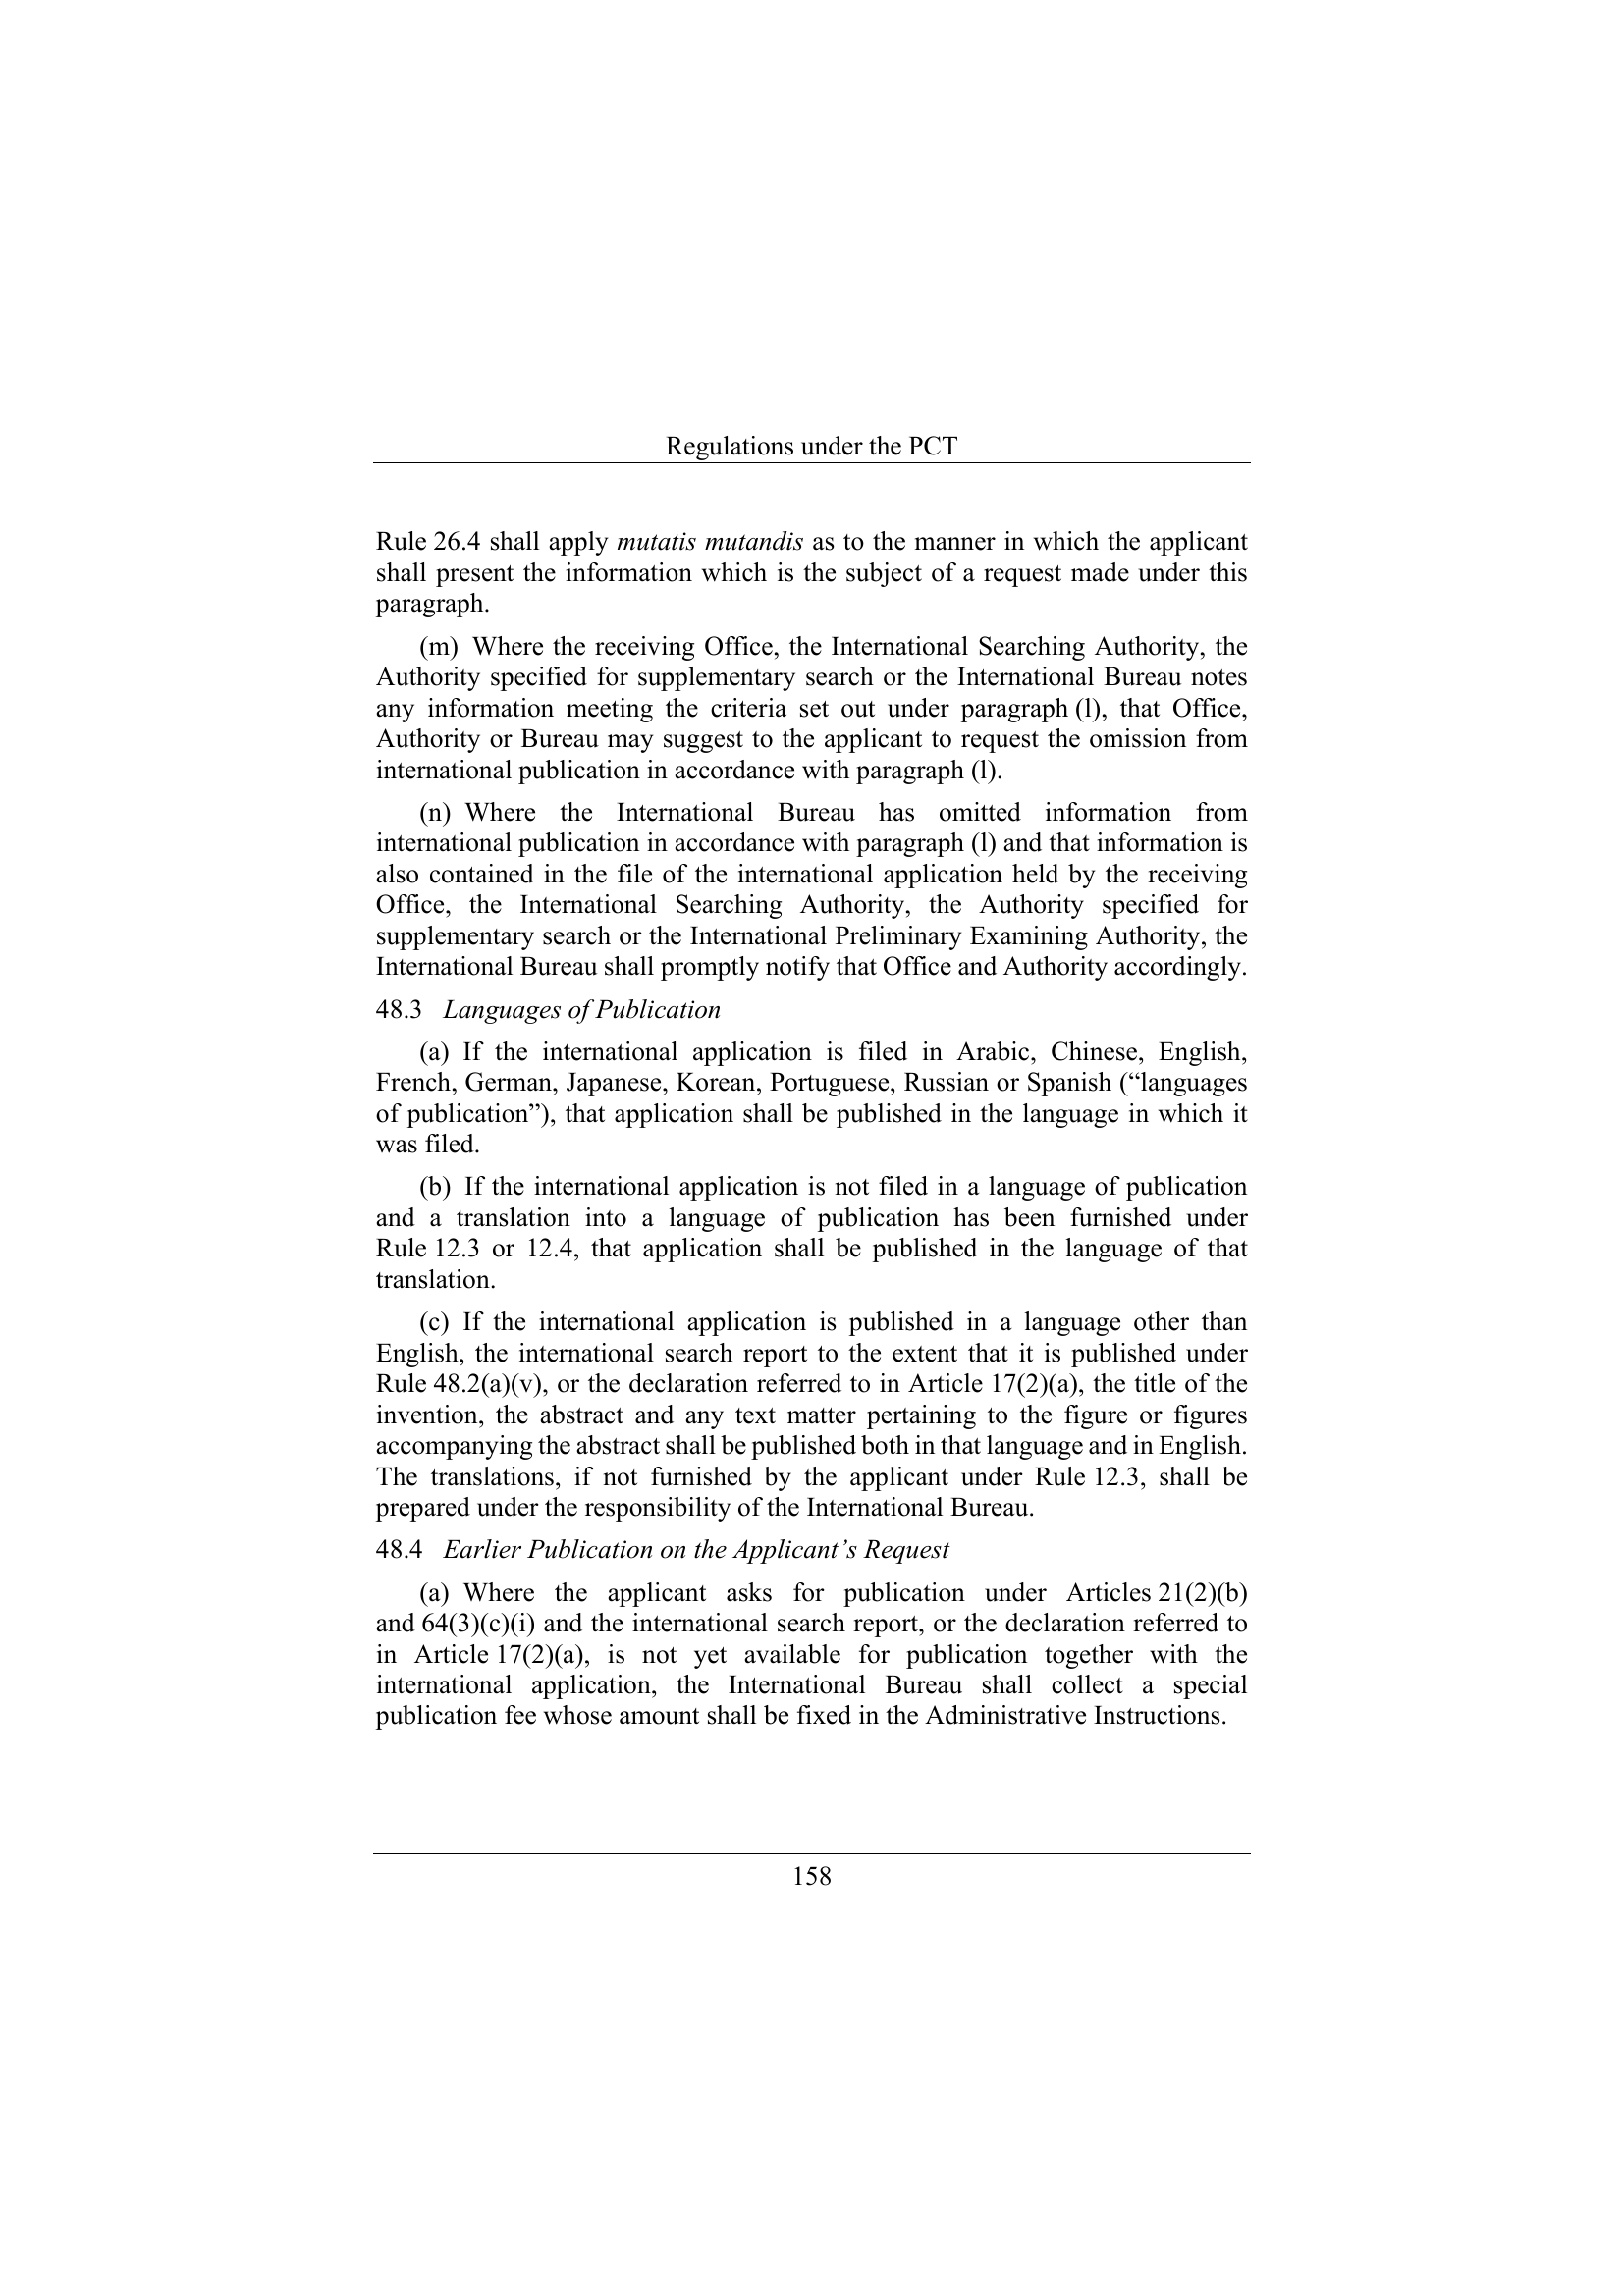 Regulations under the PCT
Rule 26.4 shall apply mutatis mutandis as to the manner in which the applicant
shall present the information which is the subject of a request made under this
paragraph.
(m) Where the receiving Office, the International Searching Authority, the
Authority specified for supplementary search or the International Bureau notes
any information meeting the criteria set out under paragraph (l), that Office,
Authority or Bureau may suggest to the applicant to request the omission from
international publication in accordance with paragraph (l).
(n) Where the International Bureau has omitted information from
international publication in accordance with paragraph (l) and that information is
also contained in the file of the international application held by the receiving
Office, the International Searching Authority, the Authority specified for
supplementary search or the International Preliminary Examining Authority, the
International Bureau shall promptly notify that Office and Authority accordingly.
48.3 Languages of Publication
(a) If the international application is filed in Arabic, Chinese, English,
French, German, Japanese, Korean, Portuguese, Russian or Spanish (“languages
of publication”), that application shall be published in the language in which it
was filed.
(b) If the international application is not filed in a language of publication
and a translation into a language of publication has been furnished under
Rule 12.3 or 12.4, that application shall be published in the language of that
translation.
(c) If the international application is published in a language other than
English, the international search report to the extent that it is published under
Rule 48.2(a)(v), or the declaration referred to in Article 17(2)(a), the title of the
invention, the abstract and any text matter pertaining to the figure or figures
accompanying the abstract shall be published both in that language and in English.
The translations, if not furnished by the applicant under Rule 12.3, shall be
prepared under the responsibility of the International Bureau.
48.4 Earlier Publication on the Applicant’s Request
(a) Where the applicant asks for publication under Articles 21(2)(b)
and 64(3)(c)(i) and the international search report, or the declaration referred to
in Article 17(2)(a), is not yet available for publication together with the
international application, the International Bureau shall collect a special
publication fee whose amount shall be fixed in the Administrative Instructions.
158